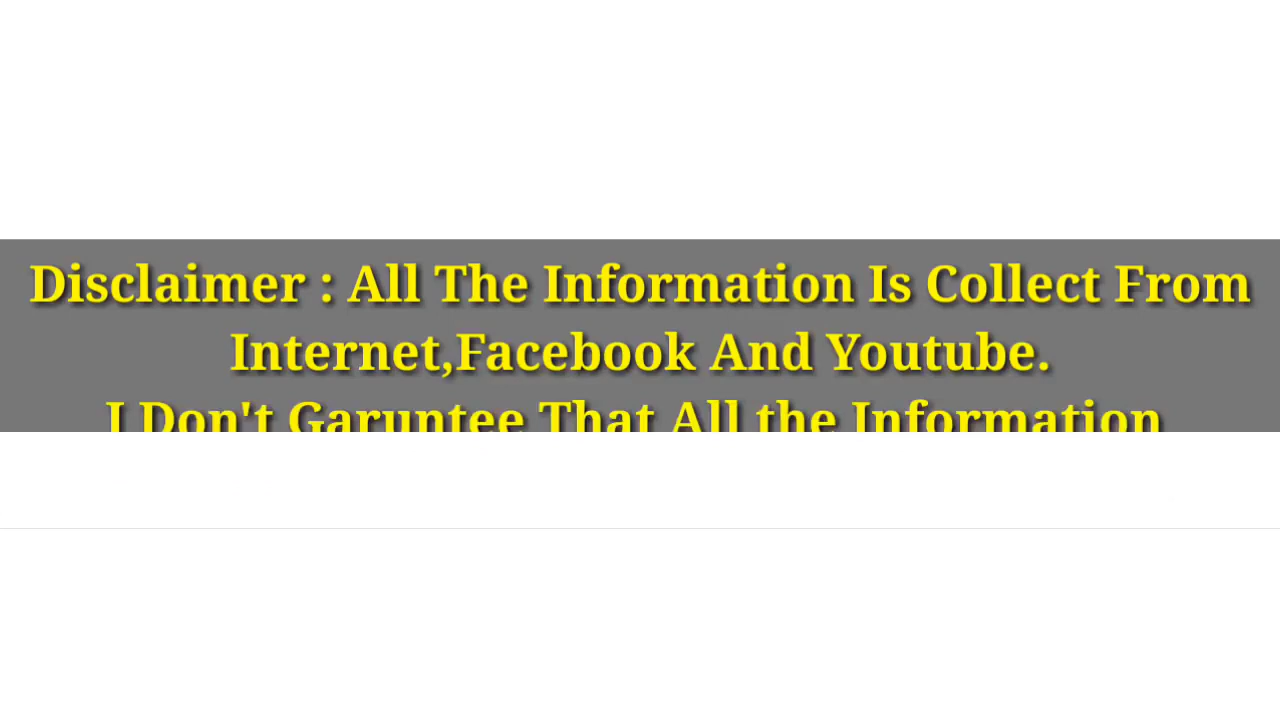 Disclaimer : All The Information Is Collect From
Internet,Facebook And Youtube.
I Don't Garuntee That All the Information